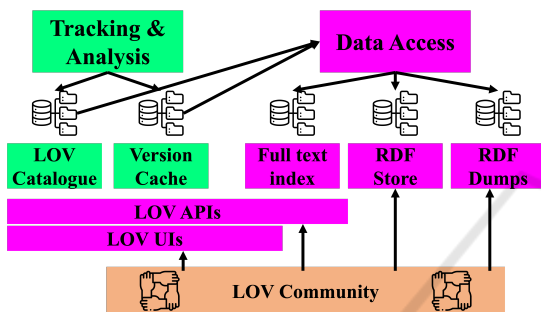 Tracking &
Analysis
Data Access
LOV
Catalogue
Version
Cache
Full text
index
RDF
Store
RDF
Dumps
LOV APIs
LOV UIs
LOV Community